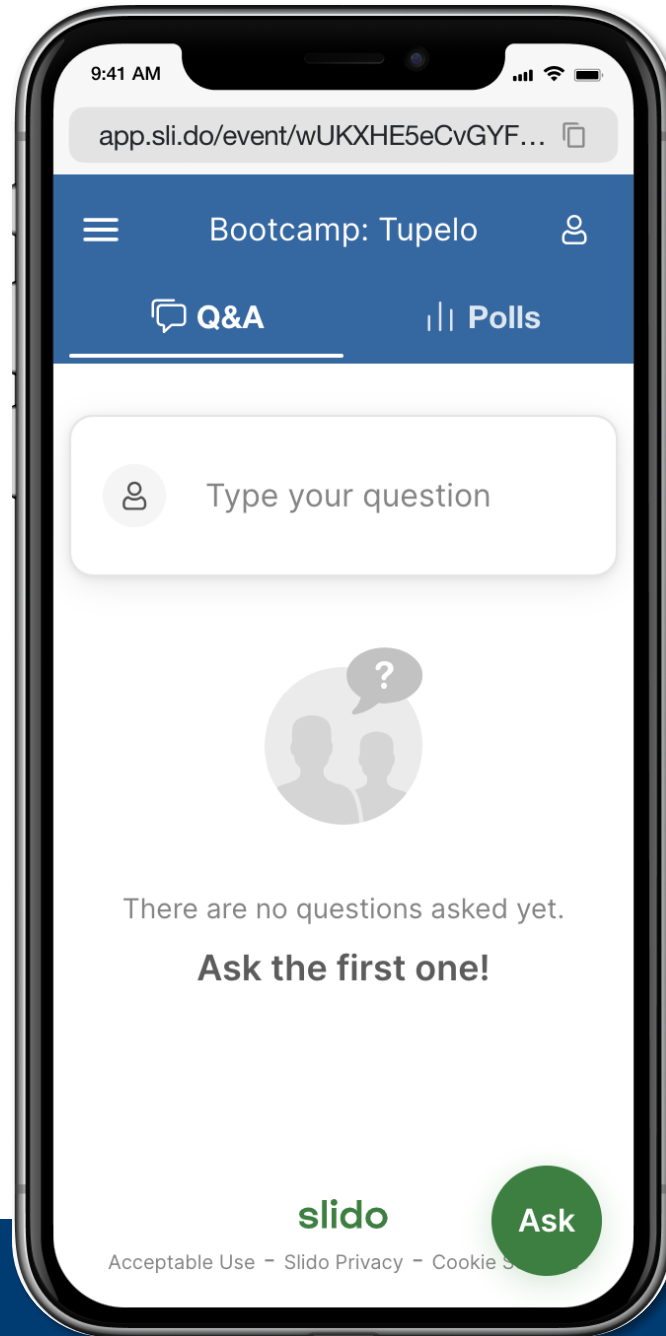 9:41 AM
app.sli.do/event/wUKXHE5eCvGYF...
Bootcamp: Tupelo
Q&A Polls
Type your question
?
There are no questions asked yet.
Ask the first one!
slido
Ask
Acceptable Use - Slido Privacy - Cookie